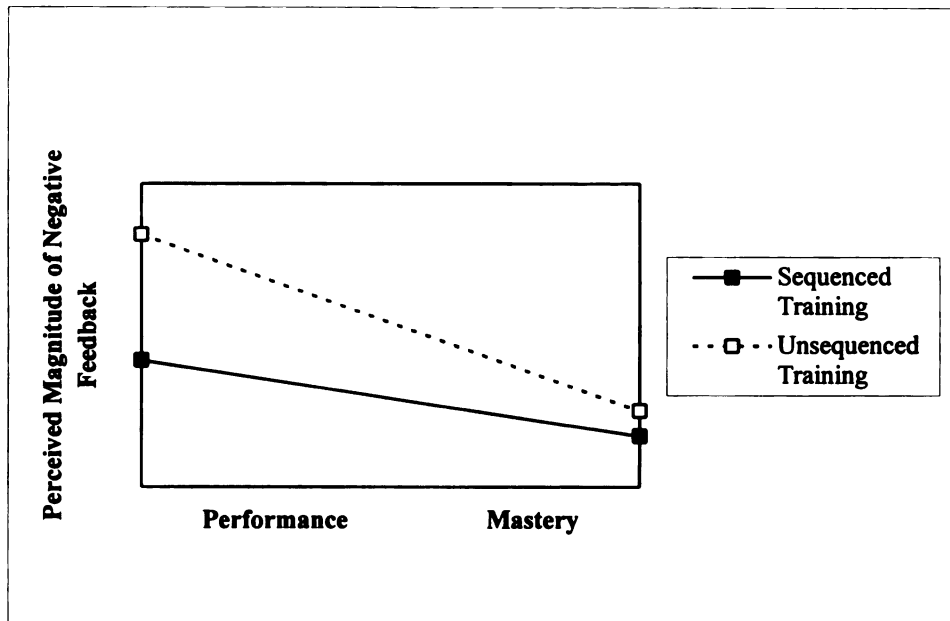 Perceived Magnitude of Negative
Feedback
Performance Mastery
Sequenced
Training
Unsequenced
Training